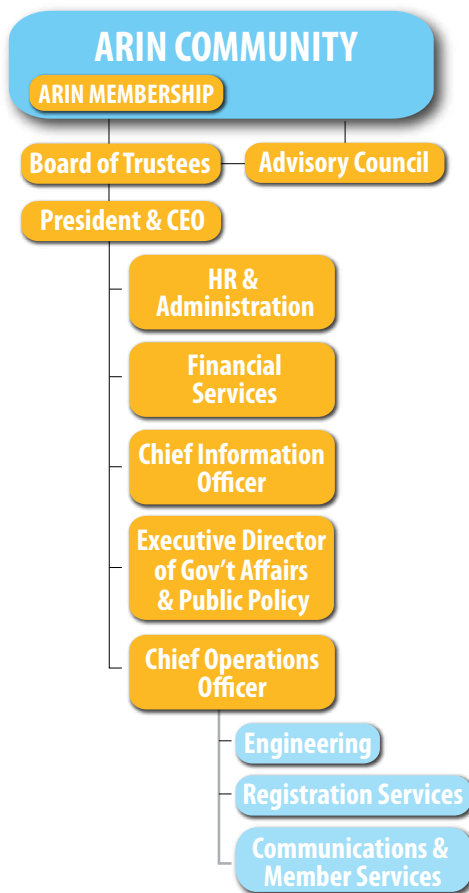 ARIN COMMUNITY
ARIN MEMBERSHIP
Board of Trustees
Advisory Council
President & CEO
HR &
Administration
Financial
Services
Chief Information
Officer
Executive Director
of Gov't Affairs
& Public Policy
Chief Operations
Officer
Engineering
Registration Services
Communications &
Member Services